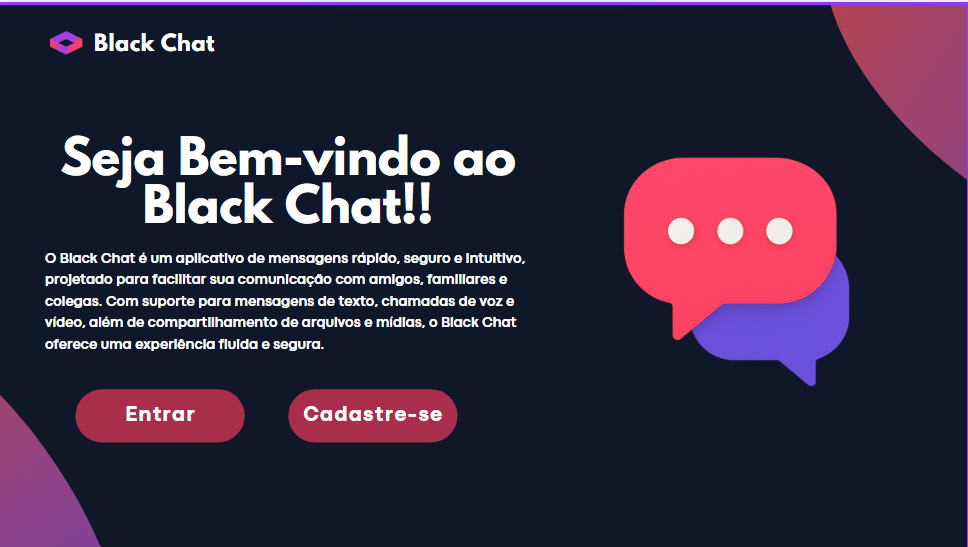 Black Chat
Seja Bem-vindo ao
Black Chat!!
O Black Chat é um aplicativo de mensagens rápido, seguro e intuitivo,
projetado para facilitar sua comunicação com amigos, familiares e
colegas. Com suporte para mensagens de texto, chamadas de voz e
vídeo, além de compartilhamento de arquivos e mídias, o Black Chat
oferece uma experiência fluida e segura.
Entrar
Cadastre-se